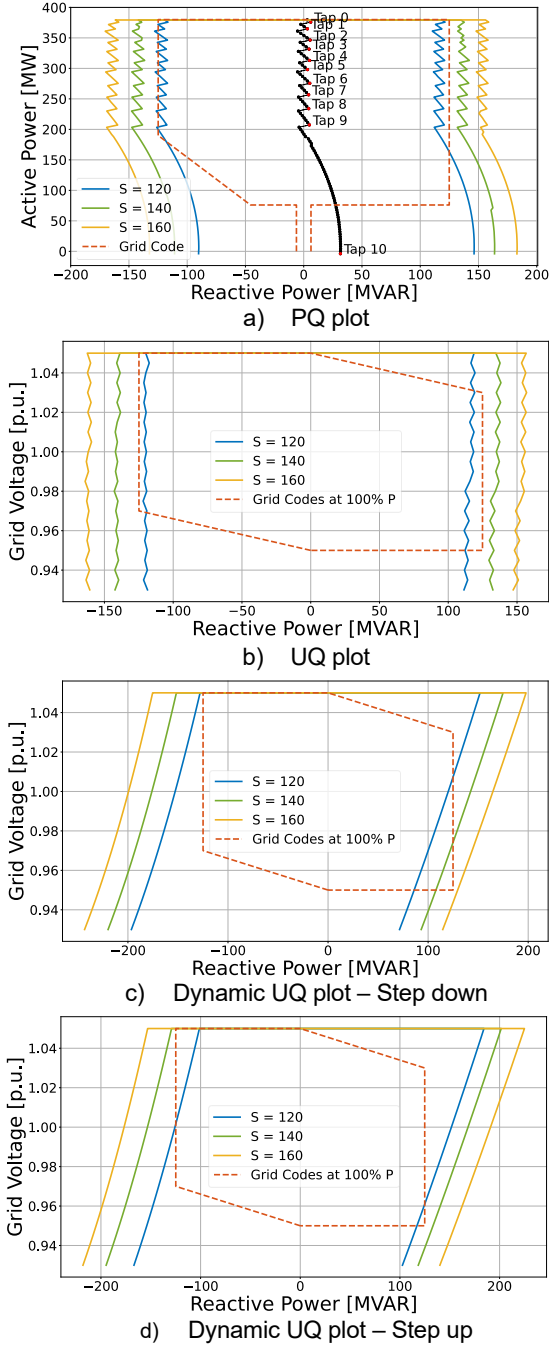 400
350
300
250
200
150
100
50
0
Active Power [MW]
Tap 0
Tap 1
Tap 2
Tap 3
Tap 4
Tap 5
Tap 6
Tap 7
Tap 8
Tap 9
Tap 10
S = 120
S = 140
S = 160
Grid Code
−200 −150 −100 −50 0 50 100 150 200
Reactive Power [MVAR]
a) PQ plot
1.04
1.02
1.00
0.98
0.96
0.94
Grid Voltage [p.u.]
S = 120
S = 140
S = 160
Grid Codes at 100% P
−150 −100 −50 0 50 100 150
Reactive Power [MVAR]
b) UQ plot
1.04
1.02
1.00
0.98
0.96
0.94
Grid Voltage [p.u.]
S = 120
S = 140
S = 160
Grid Codes at 100% P
−200 −100 0 100 200
Reactive Power [MVAR]
c) Dynamic UQ plot – Step down
1.04
1.02
1.00
0.98
0.96
0.94
Grid Voltage [p.u.]
S = 120
S = 140
S = 160
Grid Codes at 100% P
−200 −100 0 100 200
Reactive Power [MVAR]
d) Dynamic UQ plot – Step up